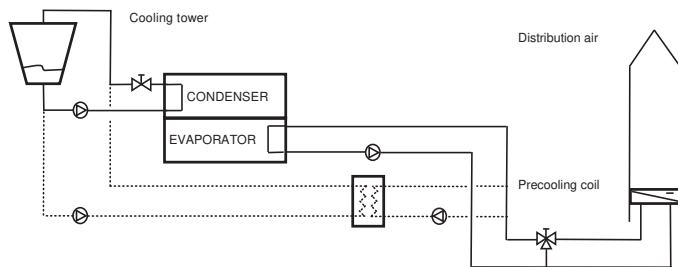 Cooling tower
Distribution air
CONDENSER
EVAPORATOR
Precooling coil